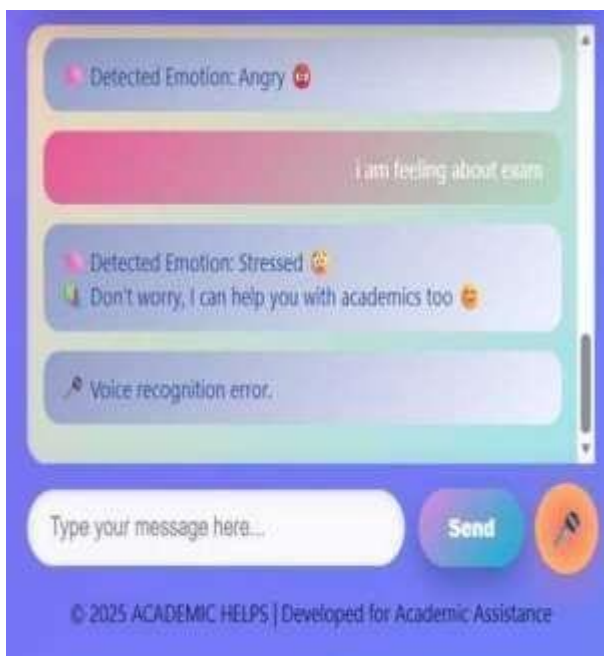 Detected Emotion: Angry
i am feeling about exam
Detected Emotion: Stressed
Don't worry, I can help you with academics too
Voice recognition error.
Type your message here...
Send
© 2025 ACADEMIC HELPS | Developed for Academic Assistance